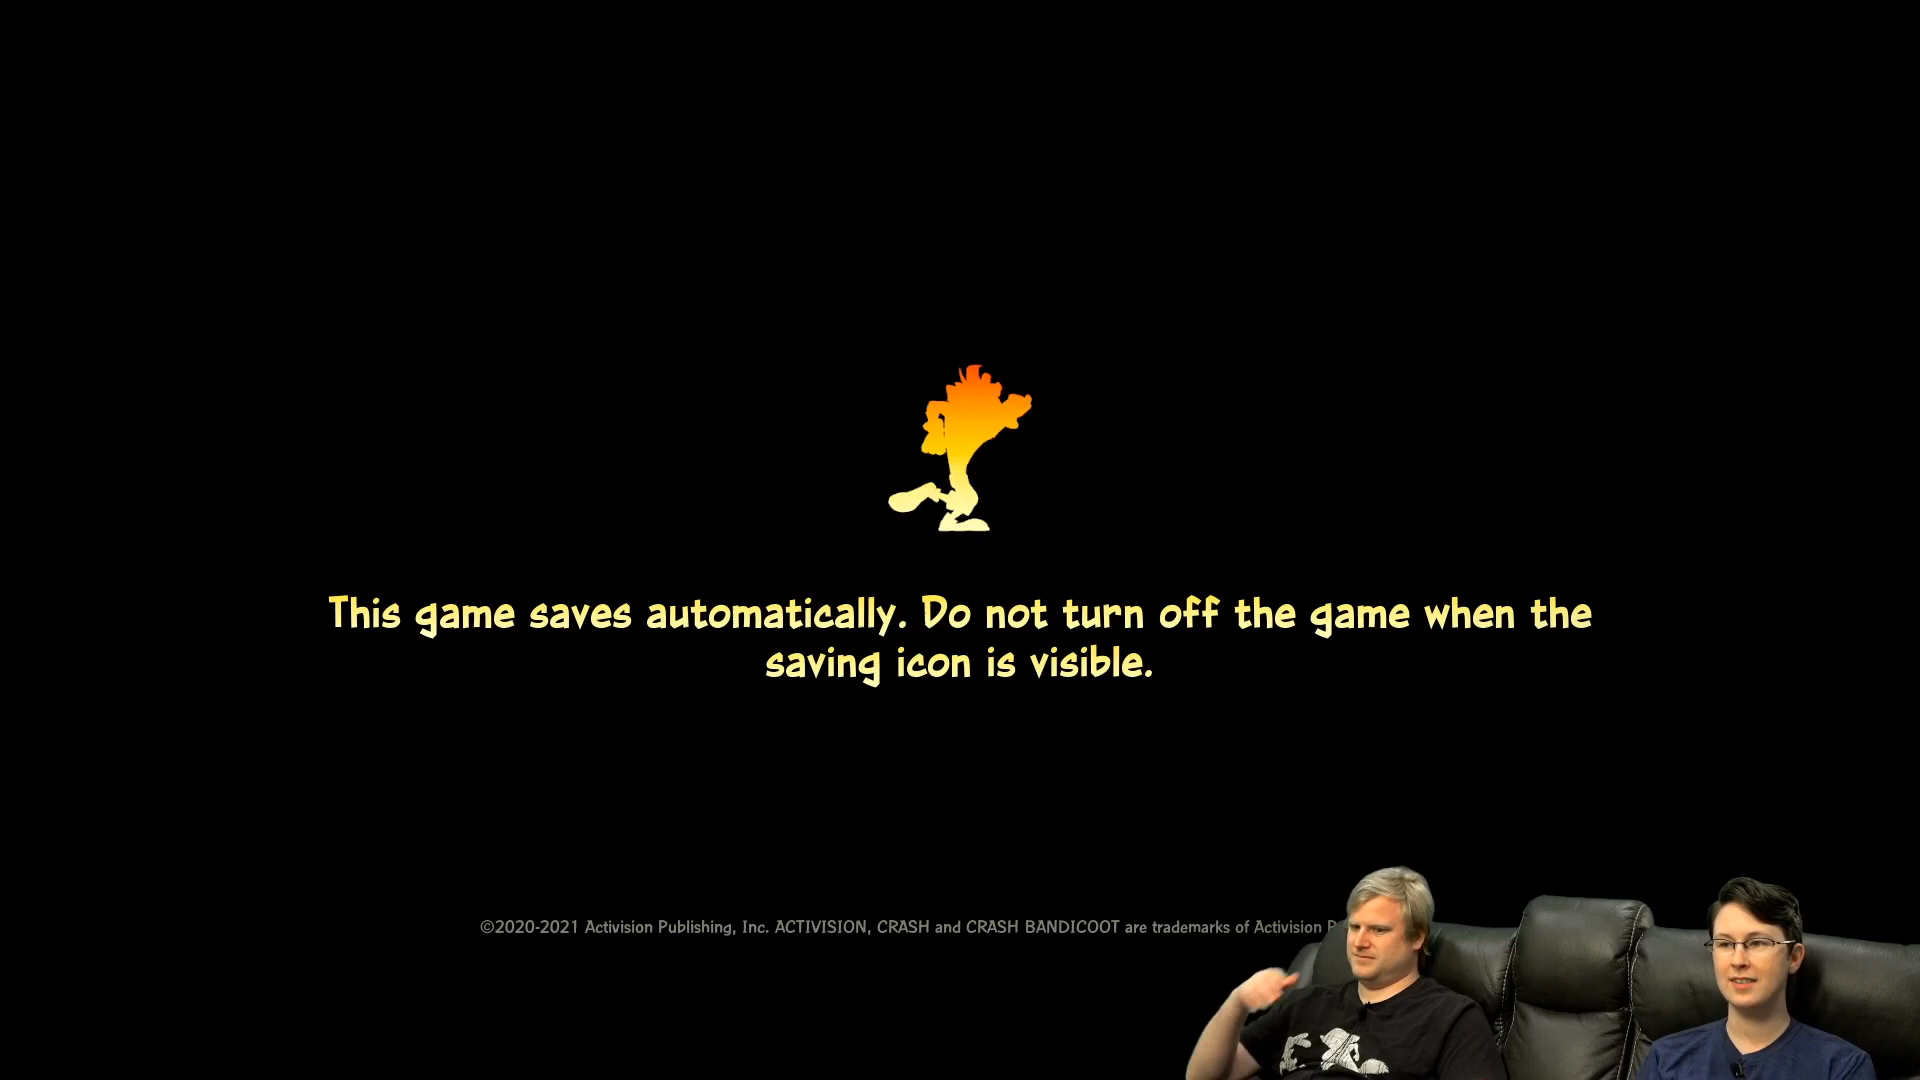 This game saves automatically. Do not turn off the game when the
saving icon is visible.
©2020-2021 Activision Publishing, Inc. ACTIVISION, CRASH and CRASH BANDICOOT are trademarks of Activision